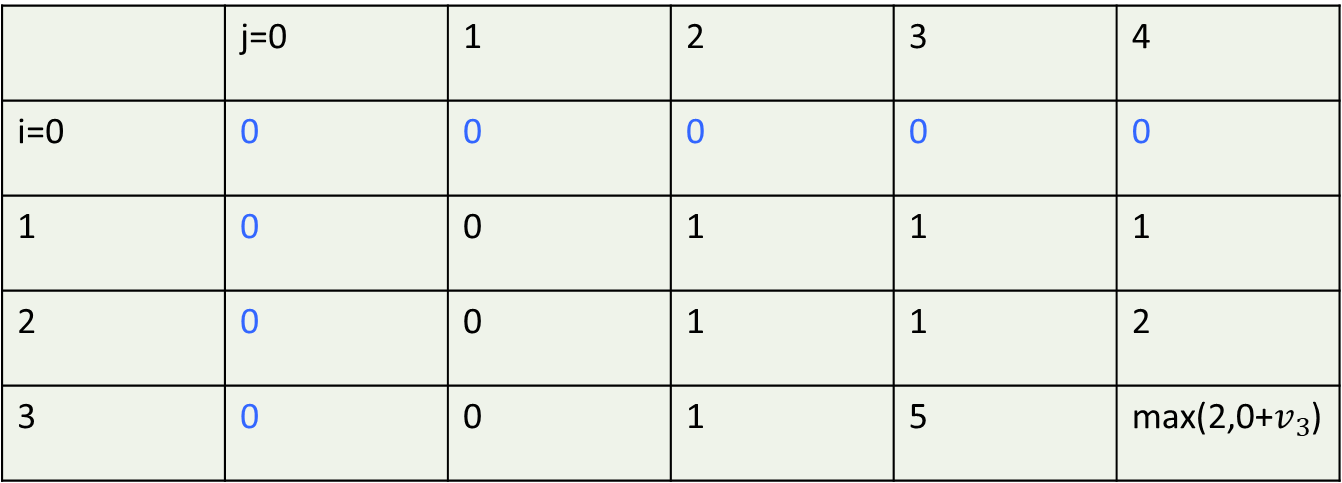 j=0 1 2 3 4
i=0 0 0 0 0 0
1 0 0 1 1 1
2 0 0 1 1 2
3 0 0 1 5 max(2,0+𝑣₃)